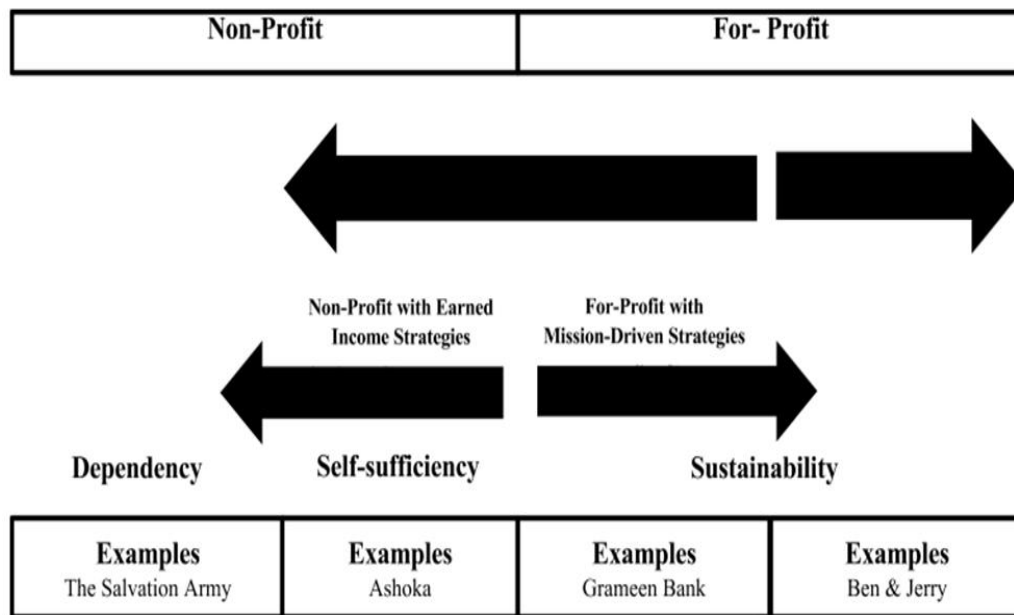 Non-Profit
For- Profit
Non-Profit with Earned
Income Strategies
For-Profit with
Mission-Driven Strategies
Dependency
Self-sufficiency
Sustainability
Examples
The Salvation Army
Examples
Ashoka
Examples
Grameen Bank
Examples
Ben & Jerry